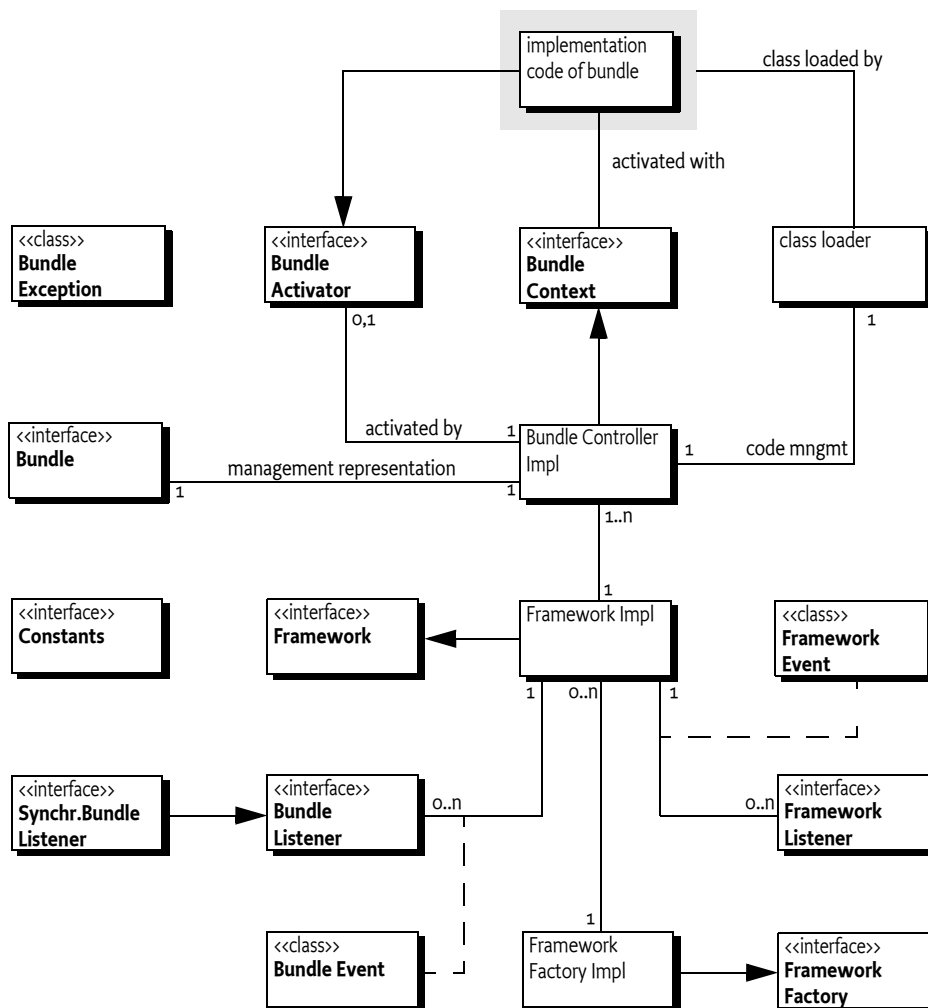 implementation
code of bundle
class loaded by
activated with
<<class>>
Bundle
Exception
<<interface>>
Bundle
Activator
<<interface>>
Bundle
Context
class loader
0,1
1
activated by
1
Bundle Controller
Impl
1
code mngmt
<<interface>>
Bundle
management representation
1
1
1..n
1
<<interface>>
Constants
<<interface>>
Framework
Framework Impl
<<class>>
Framework
Event
1
0..n
1
<<interface>>
Synchr.Bundle
Listener
<<interface>>
Bundle
Listener
0..n
0..n
<<interface>>
Framework
Listener
1
<<class>>
Bundle Event
Framework
Factory Impl
<<interface>>
Framework
Factory